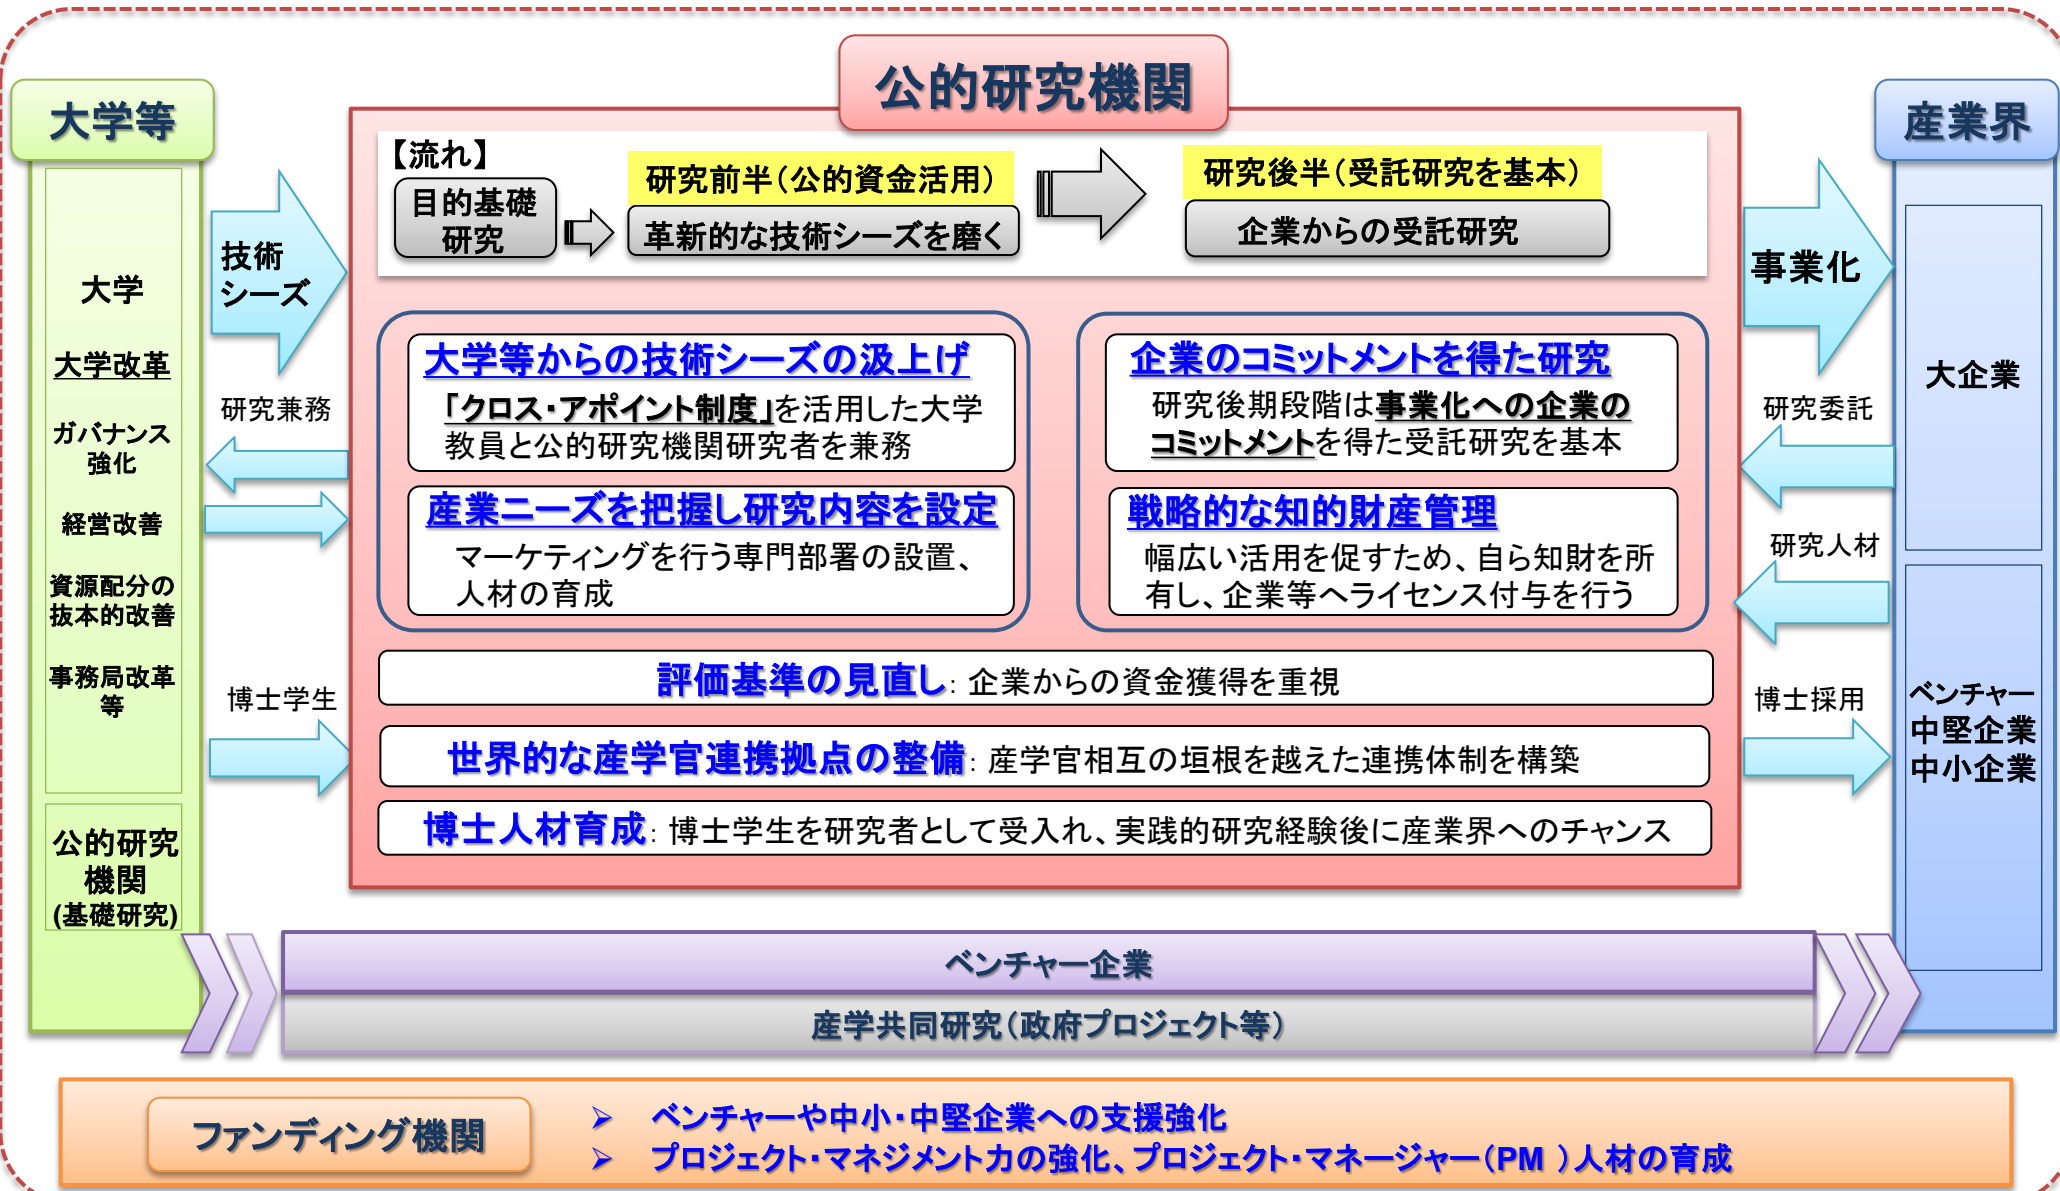 公的研究機関
大学等
産業界
【流れ】
目的基礎
研究
研究前半（公的資金活用）
革新的な技術シーズを磨く
研究後半（受託研究を基本）
企業からの受託研究
技術
シーズ
事業化
大学
大学改革
ガバナンス
強化
経営改善
資源配分の
抜本的改善
事務局改革
等
公的研究
機関
(基礎研究)
研究兼務
博士学生
大学等からの技術シーズの汲上げ
「クロス・アポイント制度」を活用した大学
教員と公的研究機関研究者を兼務
産業ニーズを把握し研究内容を設定
マーケティングを行う専門部署の設置、
人材の育成
企業のコミットメントを得た研究
研究後期段階は事業化への企業の
コミットメントを得た受託研究を基本
戦略的な知的財産管理
幅広い活用を促すため、自ら知財を所
有し、企業等へライセンス付与を行う
評価基準の見直し：企業からの資金獲得を重視
世界的な産学官連携拠点の整備：産学官相互の垣根を越えた連携体制を構築
博士人材育成：博士学生を研究者として受入れ、実践的研究経験後に産業界へのチャンス
研究委託
研究人材
博士採用
大企業
ベンチャー
中堅企業
中小企業
ベンチャー企業
産学共同研究（政府プロジェクト等）
ファンディング機関
➢ ベンチャーや中小・中堅企業への支援強化
➢ プロジェクト・マネジメント力の強化、プロジェクト・マネージャー（PM ）人材の育成